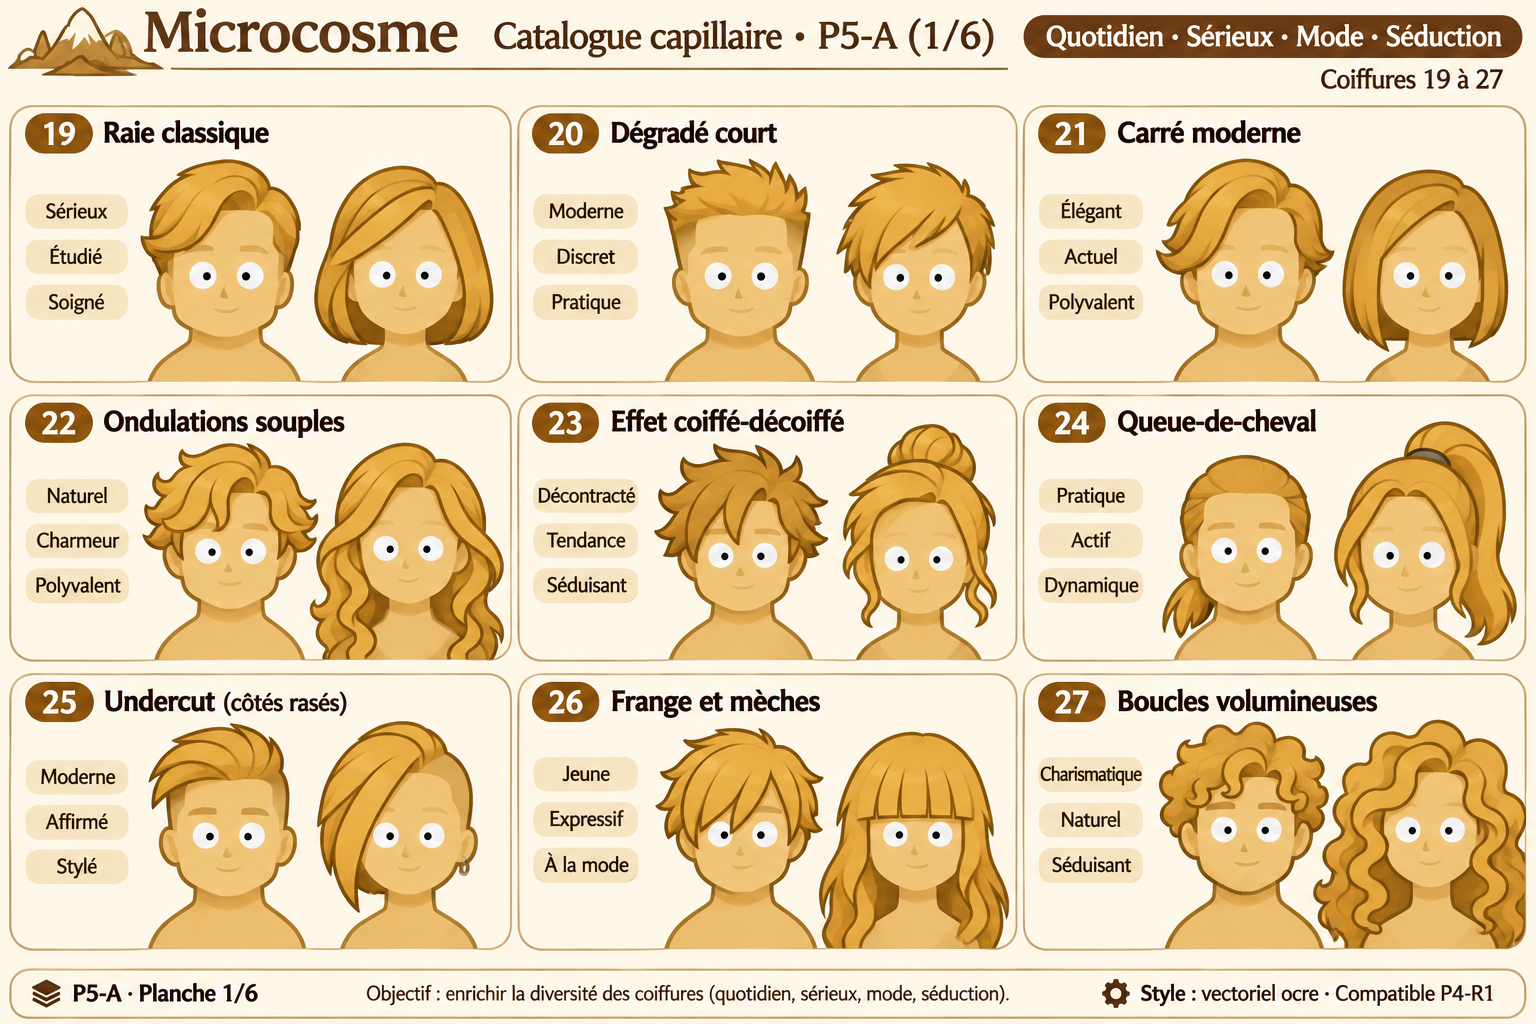 Microcosme
Catalogue capillaire • P5-A (1/6)
Quotidien · Sérieux · Mode · Séduction
Coiffures 19 à 27
19 Raie classique
Sérieux
Étudié
Soigné
20 Dégradé court
Moderne
Discret
Pratique
21 Carré moderne
Élégant
Actuel
Polyvalent
22 Ondulations souples
Naturel
Charmeur
Polyvalent
23 Effet coiffé-décoiffé
Décontracté
Tendance
Séduisant
24 Queue-de-cheval
Pratique
Actif
Dynamique
25 Undercut (côtés rasés)
Moderne
Affirmé
Stylé
26 Frange et mèches
Jeune
Expressif
À la mode
27 Boucles volumineuses
Charismatique
Naturel
Séduisant
P5-A · Planche 1/6
Objectif : enrichir la diversité des coiffures (quotidien, sérieux, mode, séduction).
Style : vectoriel ocre · Compatible P4-R1